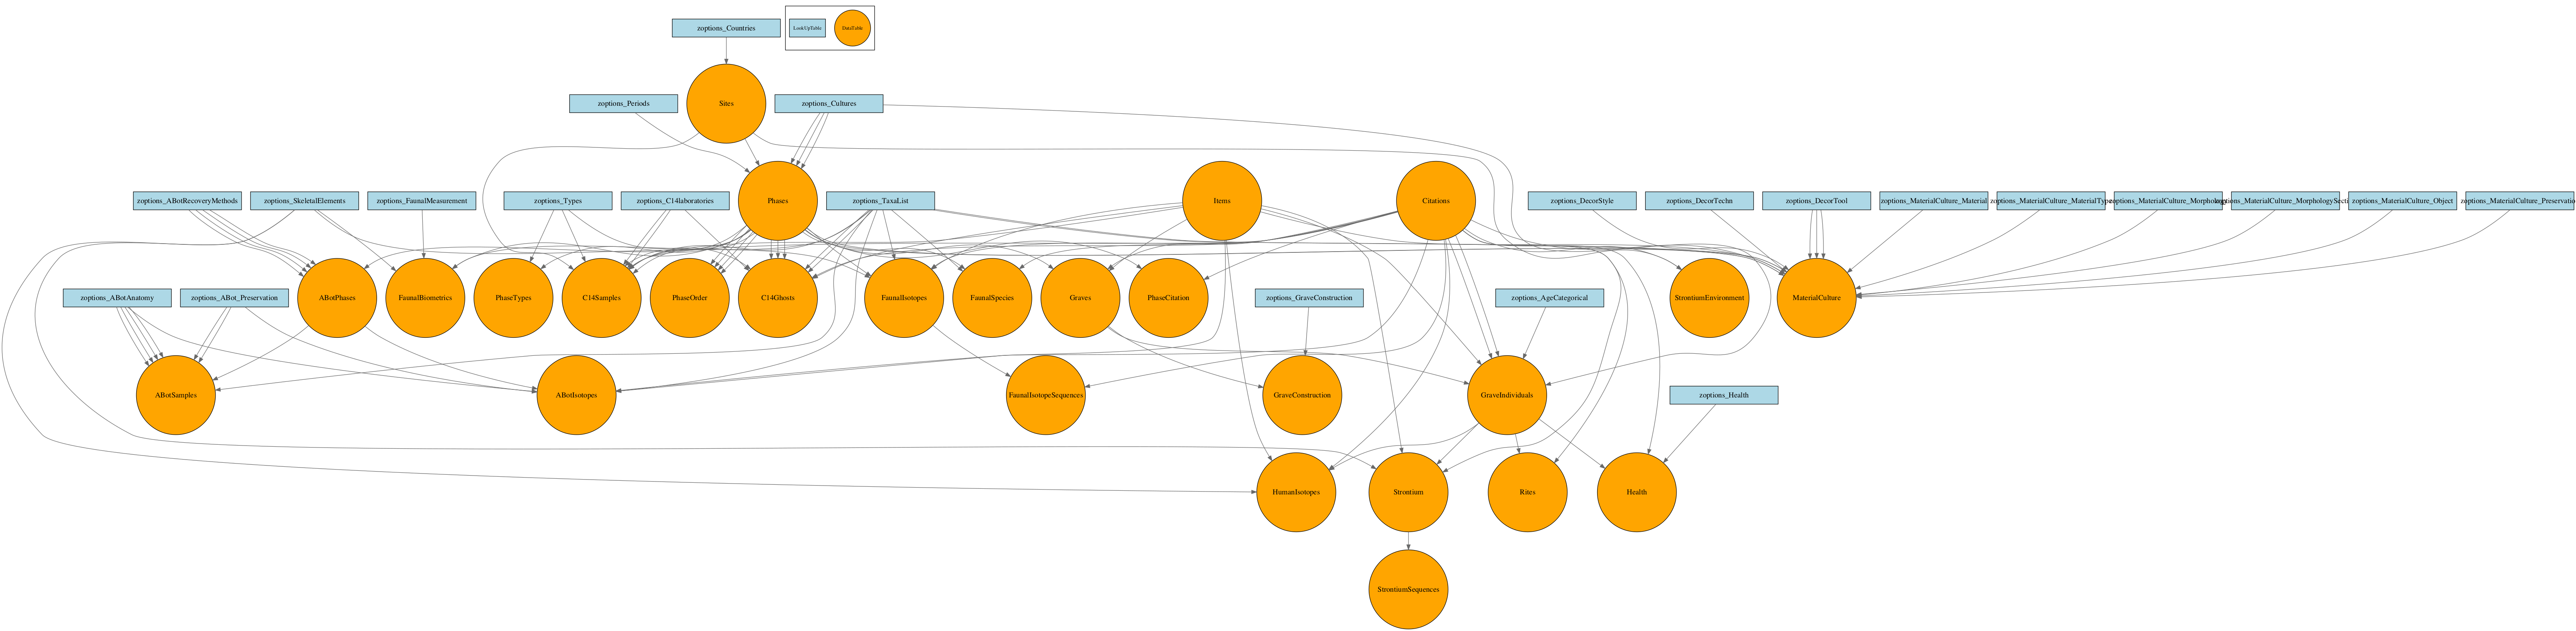 zoptions_Countries
LookUpTable
DataTable
zoptions_Periods
Sites
zoptions_Cultures
zoptions_ABotRecoveryMethods
zoptions_SkeletalElements
zoptions_FaunalMeasurement
zoptions_Types
zoptions_C14laboratories
Phases
zoptions_TaxaList
Items
Citations
zoptions_DecorStyle
zoptions_DecorTechn
zoptions_DecorTool
zoptions_MaterialCulture_Material
zoptions_MaterialCulture_MaterialType
zoptions_MaterialCulture_Morphology
zoptions_MaterialCulture_MorphologySecti
zoptions_MaterialCulture_Object
zoptions_MaterialCulture_Preservatio
zoptions_ABotAnatomy
zoptions_ABot_Preservation
ABotPhases
FaunalBiometrics
PhaseTypes
C14Samples
PhaseOrder
C14Ghosts
FaunalIsotopes
FaunalSpecies
Graves
PhaseCitation
zoptions_GraveConstruction
zoptions_AgeCategorical
StrontiumEnvironment
MaterialCulture
ABotSamples
ABotIsotopes
FaunalIsotopeSequences
GraveConstruction
GraveIndividuals
zoptions_Health
HumanIsotopes
Strontium
Rites
Health
StrontiumSequences